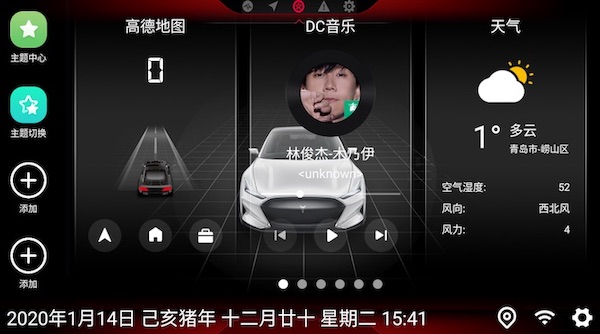 高德地图
DC音乐
天气
主题中心
主题切换
添加
添加
0
林俊杰-木乃伊
<unknown>
1° 多云
青岛市-崂山区
空气湿度: 52
风向: 西北风
风力: 4
2020年1月14日 己亥猪年 十二月廿十 星期二 15:41